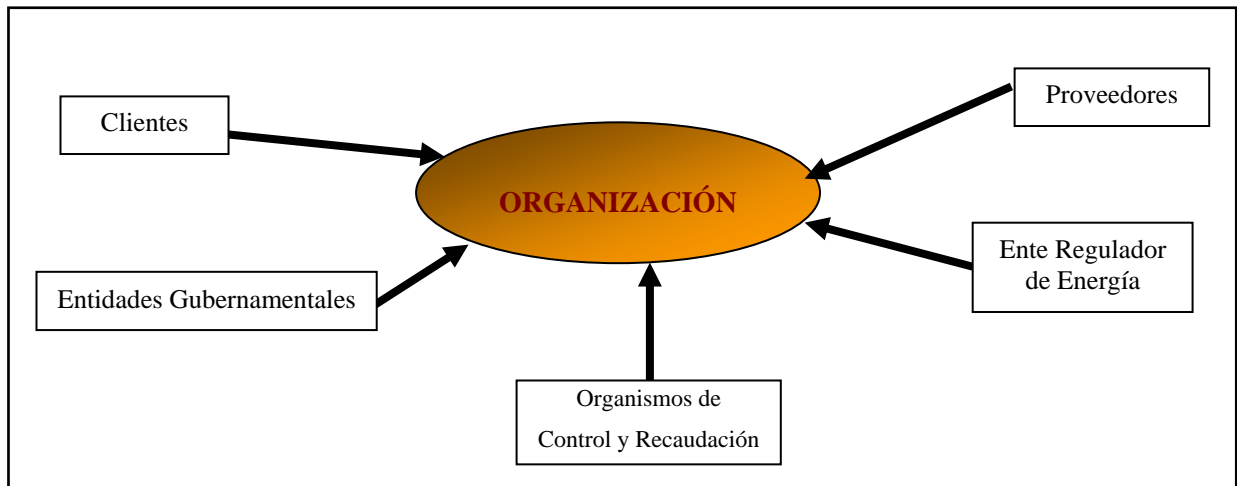 Proveedores
Clientes
ORGANIZACIÓN
Ente Regulador
de Energía
Entidades Gubernamentales
Organismos de
Control y Recaudación